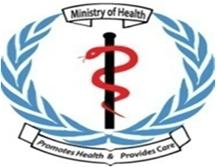 Ministry of Health
Promotes Health & Provides Care